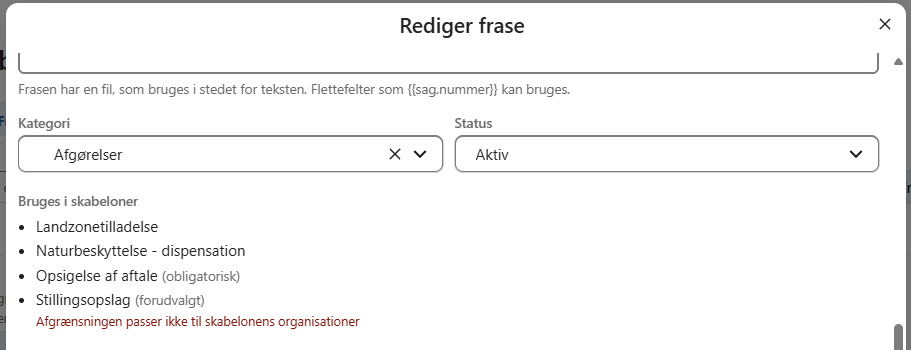 Rediger frase
Frasen har en fil, som bruges i stedet for teksten. Flettefelter som {{sag.nummer}} kan bruges.
Kategori
Status
Afgørelser
Aktiv
Bruges i skabeloner
Landzonetilladelse
Naturbeskyttelse - dispensation
Opsigelse af aftale (obligatorisk)
Stillingsopslag (forudvalgt)
Afgrænsningen passer ikke til skabelonens organisationer